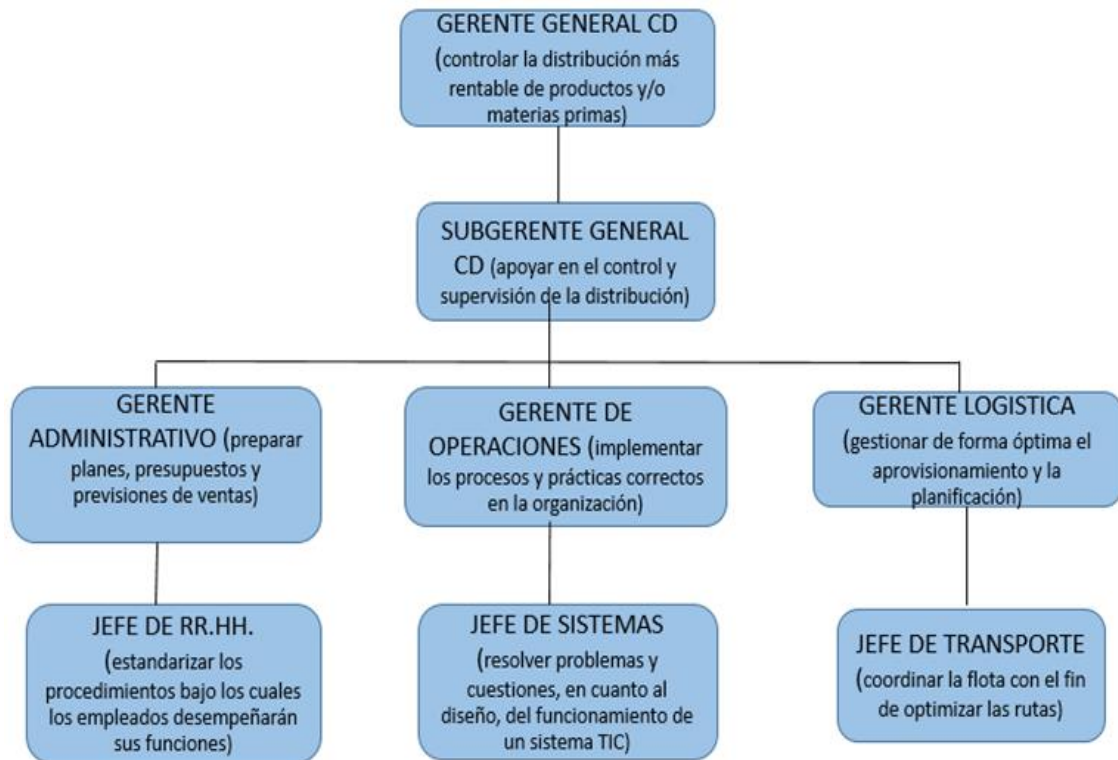 GERENTE GENERAL CD
(controlar la distribución más
rentable de productos y/o
materias primas)
SUBGERENTE GENERAL
CD (apoyar en el control y
supervisión de la distribución)
GERENTE
ADMINISTRATIVO (preparar
planes, presupuestos y
previsiones de ventas)
GERENTE DE
OPERACIONES (implementar
los procesos y prácticas correctos
en la organización)
GERENTE LOGISTICA
(gestionar de forma óptima el
aprovisionamiento y la
planificación)
JEFE DE RR.HH.
(estandarizar los
procedimientos bajo los cuales
los empleados desempeñarán
sus funciones)
JEFE DE SISTEMAS
(resolver problemas y
cuestiones, en cuanto al
diseño, del funcionamiento de
un sistema TIC)
JEFE DE TRANSPORTE
(coordinar la flota con el fin
de optimizar las rutas)